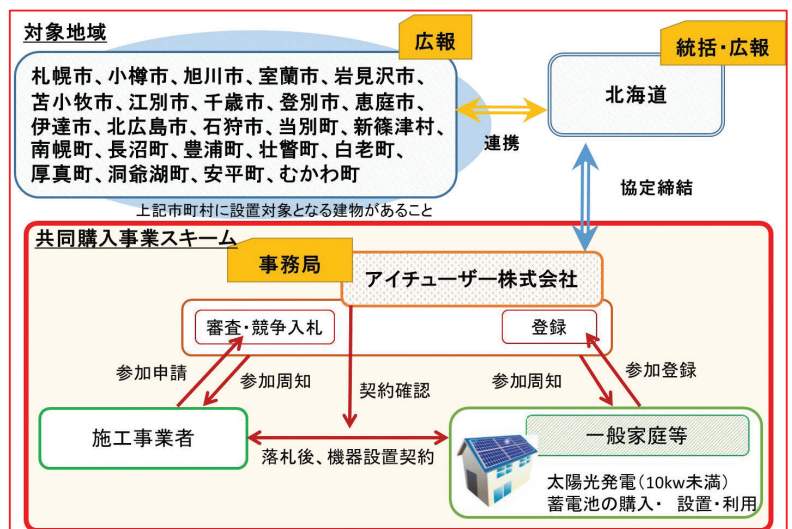 対象地域
広報
統括・広報
札幌市、小樽市、旭川市、室蘭市、岩見沢市、
苫小牧市、江別市、千歳市、登別市、恵庭市、
伊達市、北広島市、石狩市、当別町、新篠津村、
南幌町、長沼町、豊浦町、壮瞥町、白老町、
厚真町、洞爺湖町、安平町、むかわ町
北海道
連携
協定締結
上記市町村に設置対象となる建物があること
共同購入事業スキーム
事務局
アイチューザー株式会社
審査・競争入札
登録
参加申請
参加周知
契約確認
参加周知
参加登録
施工事業者
落札後、機器設置契約
一般家庭等
太陽光発電(10kw未満)
蓄電池の購入・ 設置・利用